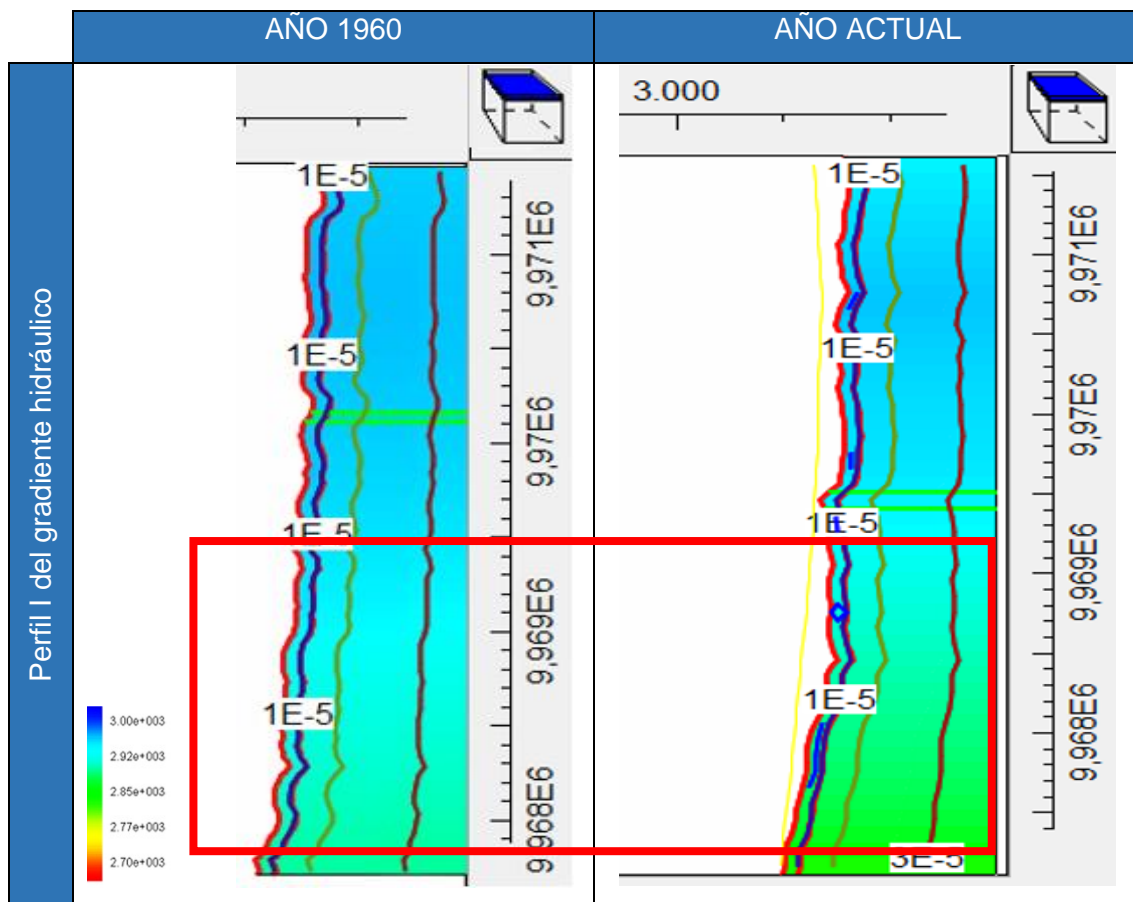 AÑO 1960
AÑO ACTUAL
Perfil I del gradiente hidráulico
1E-5
1E-5
1E-5
1E-5
9,971E6
9,97E6
9,969E6
9,968E6
3.00e+003
2.92e+003
2.85e+003
2.77e+003
2.70e+003
3.000
1E-5
1E-5
1E-5
1E-5
3E-5
9,971E6
9,97E6
9,969E6
9,968E6